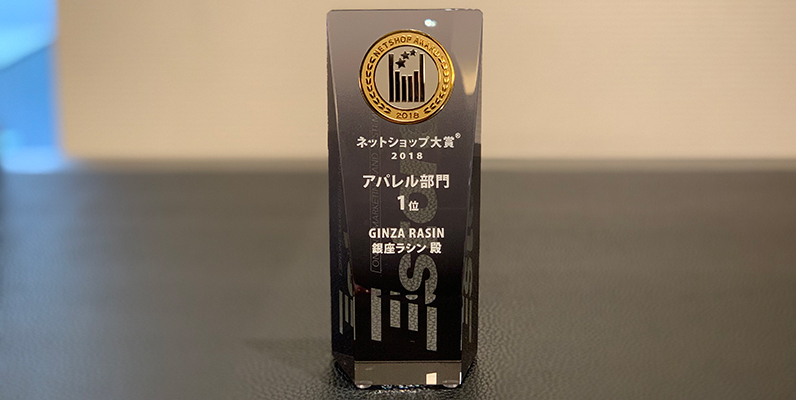 NETSHOP AWARD
2018
ネットショップ大賞®
2018
アパレル部門
1位
GINZA RASIN
銀座ラシン 殿